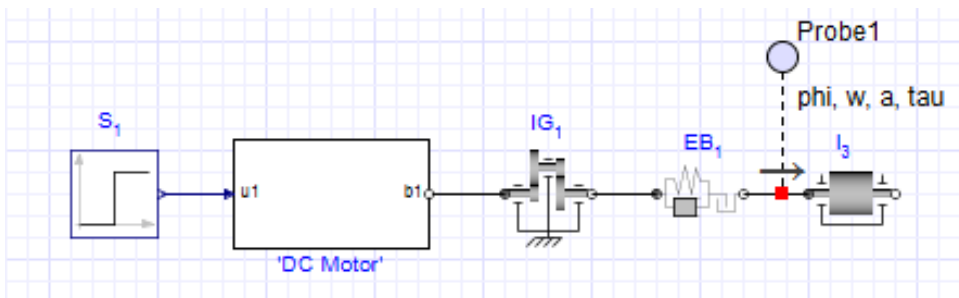 Probe1
phi, w, a, tau
S1
IG1
EB1
I3
u1
b1
'DC Motor'